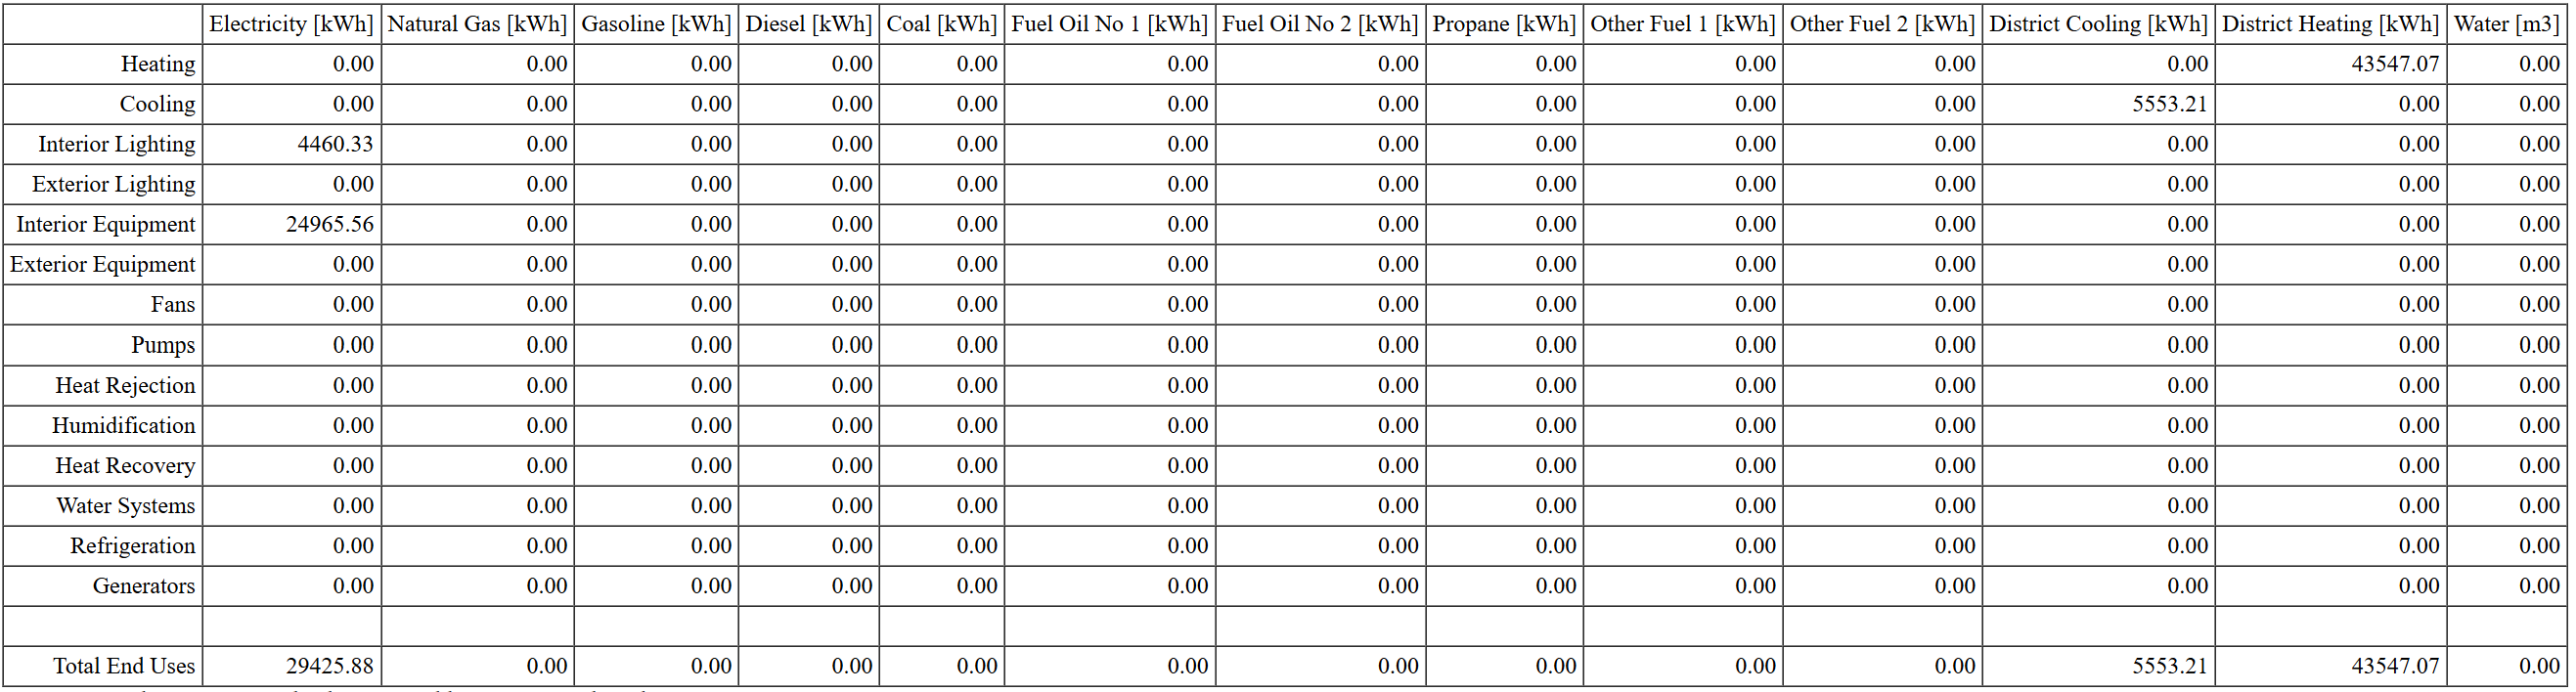 Electricity [kWh] Natural Gas [kWh] Gasoline [kWh] Diesel [kWh] Coal [kWh] Fuel Oil No 1 [kWh] Fuel Oil No 2 [kWh] Propane [kWh] Other Fuel 1 [kWh] Other Fuel 2 [kWh] District Cooling [kWh] District Heating [kWh] Water [m3]
Heating 0.00 0.00 0.00 0.00 0.00 0.00 0.00 0.00 0.00 0.00 0.00 43547.07 0.00
Cooling 0.00 0.00 0.00 0.00 0.00 0.00 0.00 0.00 0.00 0.00 5553.21 0.00 0.00
Interior Lighting 4460.33 0.00 0.00 0.00 0.00 0.00 0.00 0.00 0.00 0.00 0.00 0.00 0.00
Exterior Lighting 0.00 0.00 0.00 0.00 0.00 0.00 0.00 0.00 0.00 0.00 0.00 0.00 0.00
Interior Equipment 24965.56 0.00 0.00 0.00 0.00 0.00 0.00 0.00 0.00 0.00 0.00 0.00 0.00
Exterior Equipment 0.00 0.00 0.00 0.00 0.00 0.00 0.00 0.00 0.00 0.00 0.00 0.00 0.00
Fans 0.00 0.00 0.00 0.00 0.00 0.00 0.00 0.00 0.00 0.00 0.00 0.00 0.00
Pumps 0.00 0.00 0.00 0.00 0.00 0.00 0.00 0.00 0.00 0.00 0.00 0.00 0.00
Heat Rejection 0.00 0.00 0.00 0.00 0.00 0.00 0.00 0.00 0.00 0.00 0.00 0.00 0.00
Humidification 0.00 0.00 0.00 0.00 0.00 0.00 0.00 0.00 0.00 0.00 0.00 0.00 0.00
Heat Recovery 0.00 0.00 0.00 0.00 0.00 0.00 0.00 0.00 0.00 0.00 0.00 0.00 0.00
Water Systems 0.00 0.00 0.00 0.00 0.00 0.00 0.00 0.00 0.00 0.00 0.00 0.00 0.00
Refrigeration 0.00 0.00 0.00 0.00 0.00 0.00 0.00 0.00 0.00 0.00 0.00 0.00 0.00
Generators 0.00 0.00 0.00 0.00 0.00 0.00 0.00 0.00 0.00 0.00 0.00 0.00 0.00
Total End Uses 29425.88 0.00 0.00 0.00 0.00 0.00 0.00 0.00 0.00 0.00 5553.21 43547.07 0.00